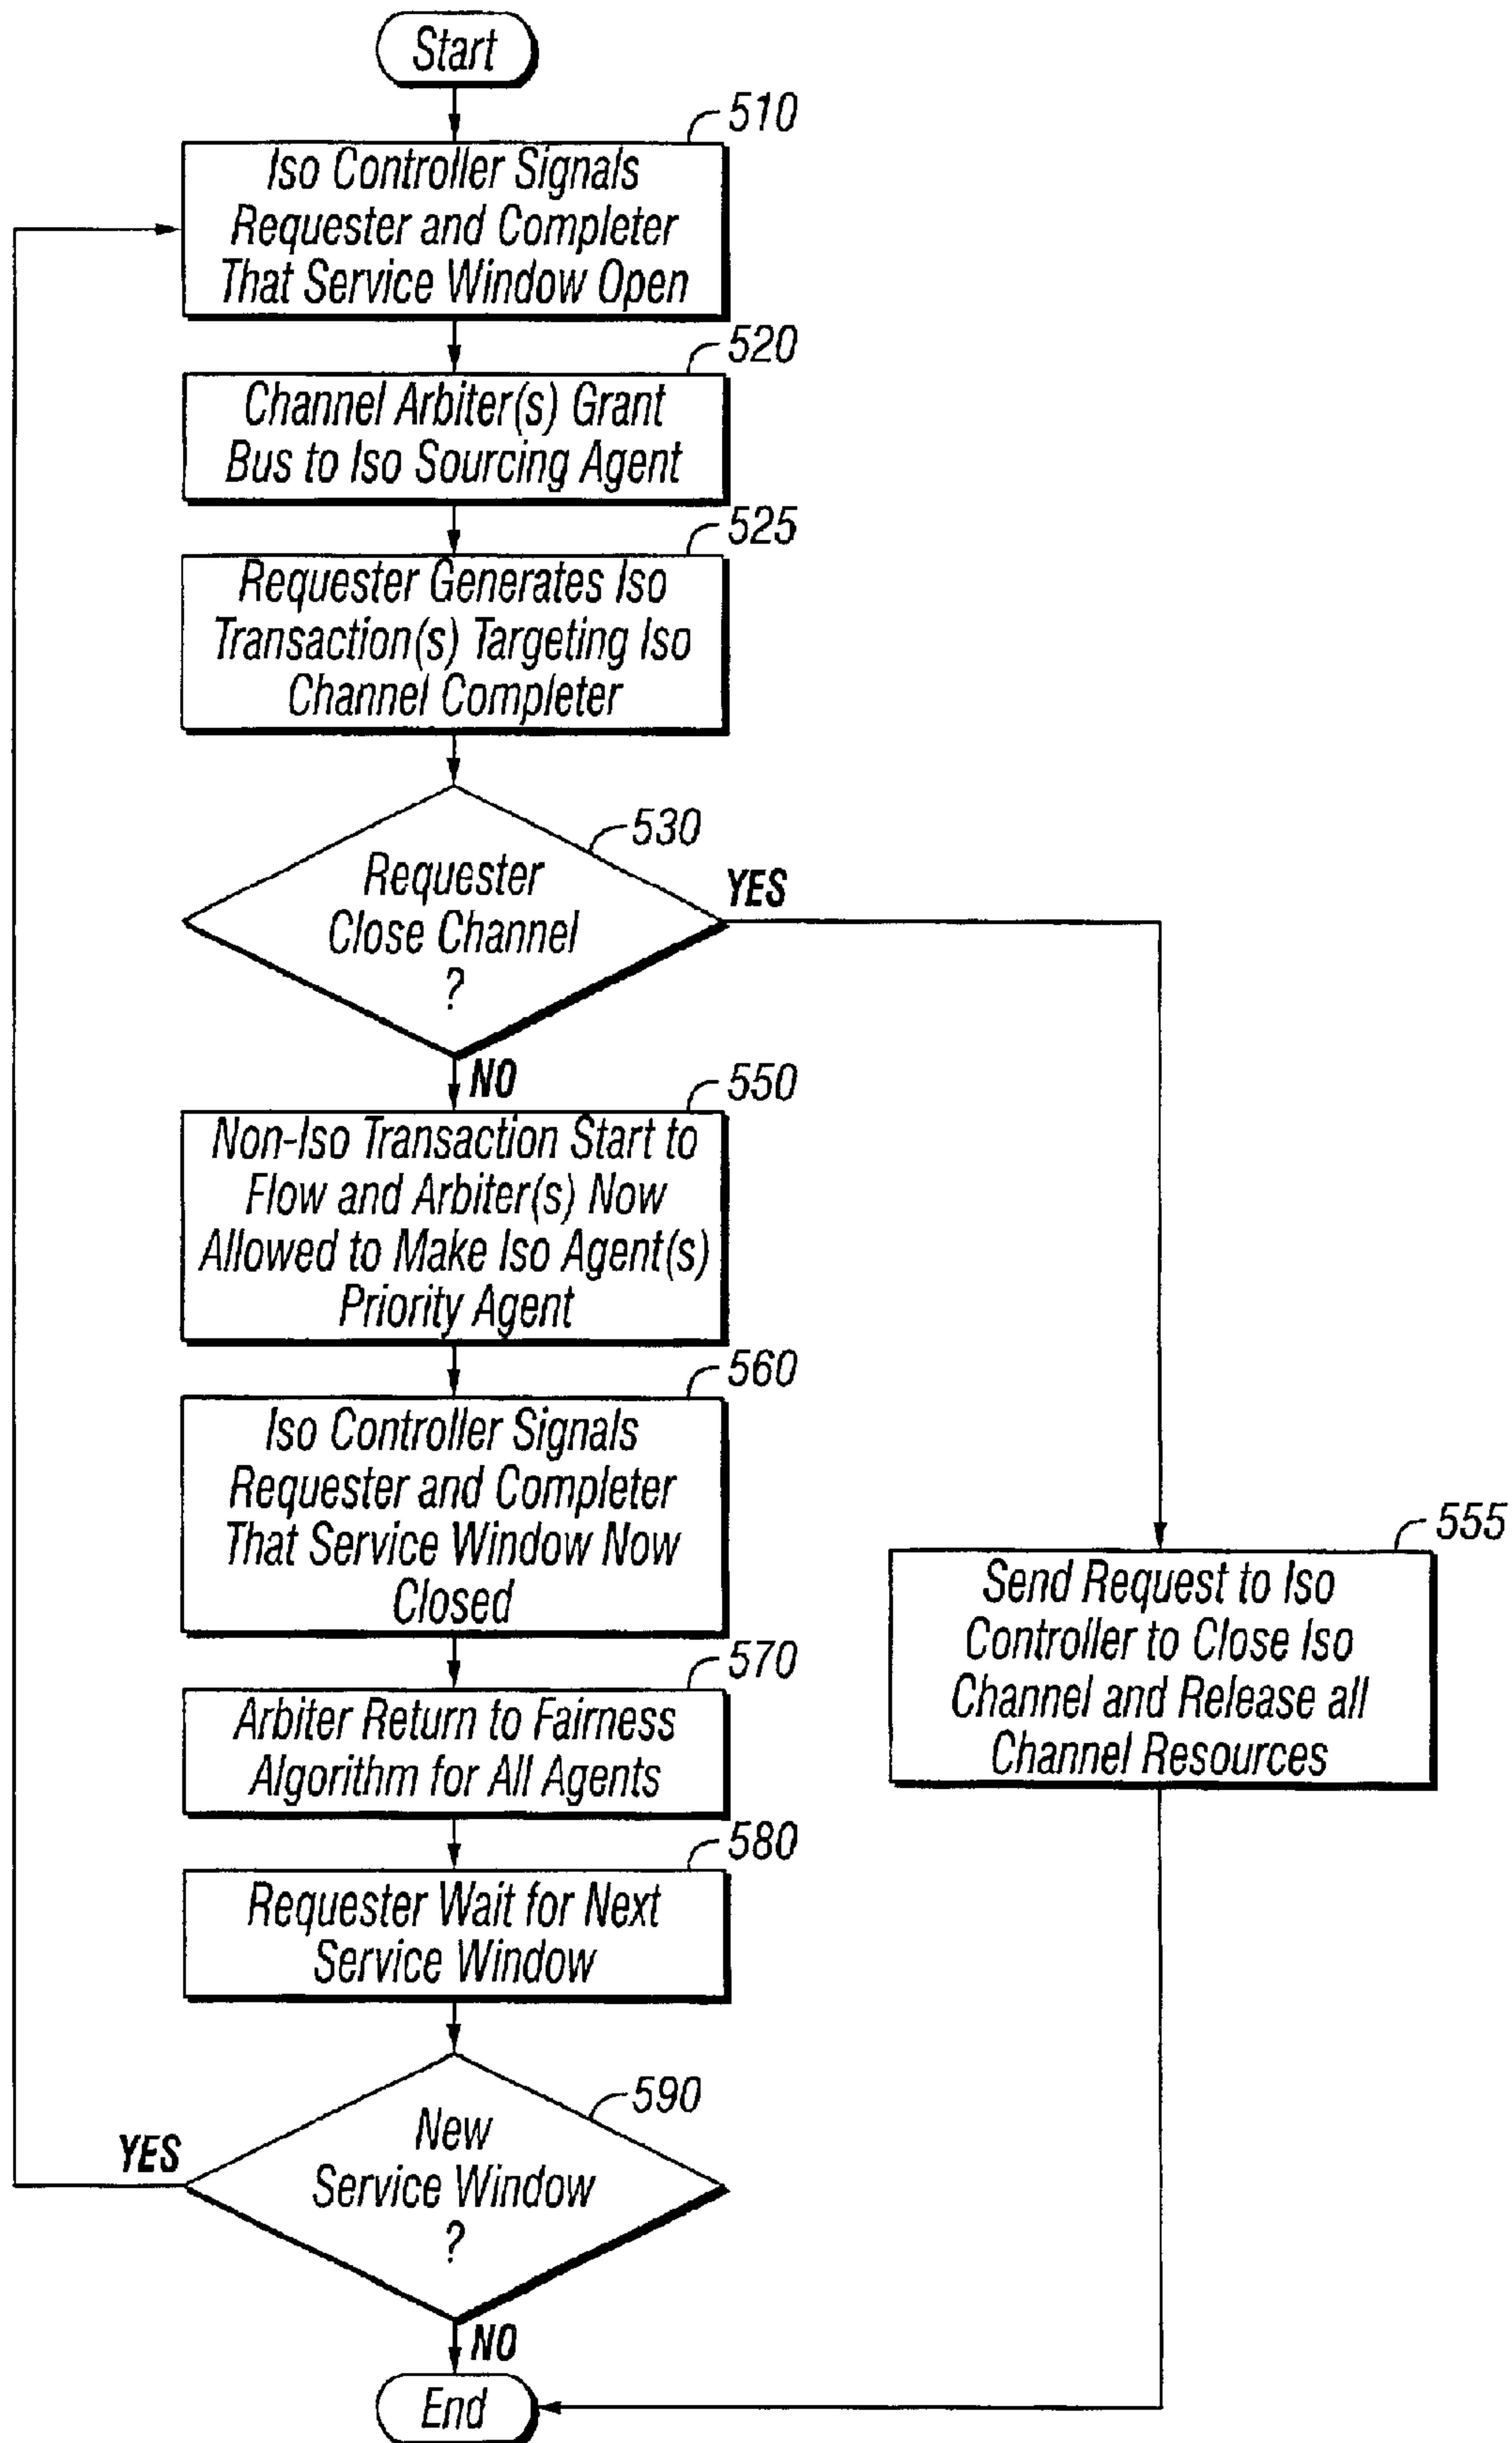 Start
510
Iso Controller Signals
Requester and Completer
That Service Window Open
520
Channel Arbiter(s) Grant
Bus to Iso Sourcing Agent
525
Requester Generates Iso
Transaction(s) Targeting Iso
Channel Completer
530
Requester
Close Channel
?
YES
NO
550
Non-Iso Transaction Start to
Flow and Arbiter(s) Now
Allowed to Make Iso Agent(s)
Priority Agent
560
Iso Controller Signals
Requester and Completer
That Service Window Now
Closed
555
Send Request to Iso
Controller to Close Iso
Channel and Release all
Channel Resources
570
Arbiter Return to Fairness
Algorithm for All Agents
580
Requester Wait for Next
Service Window
590
New
Service Window
?
YES
NO
End